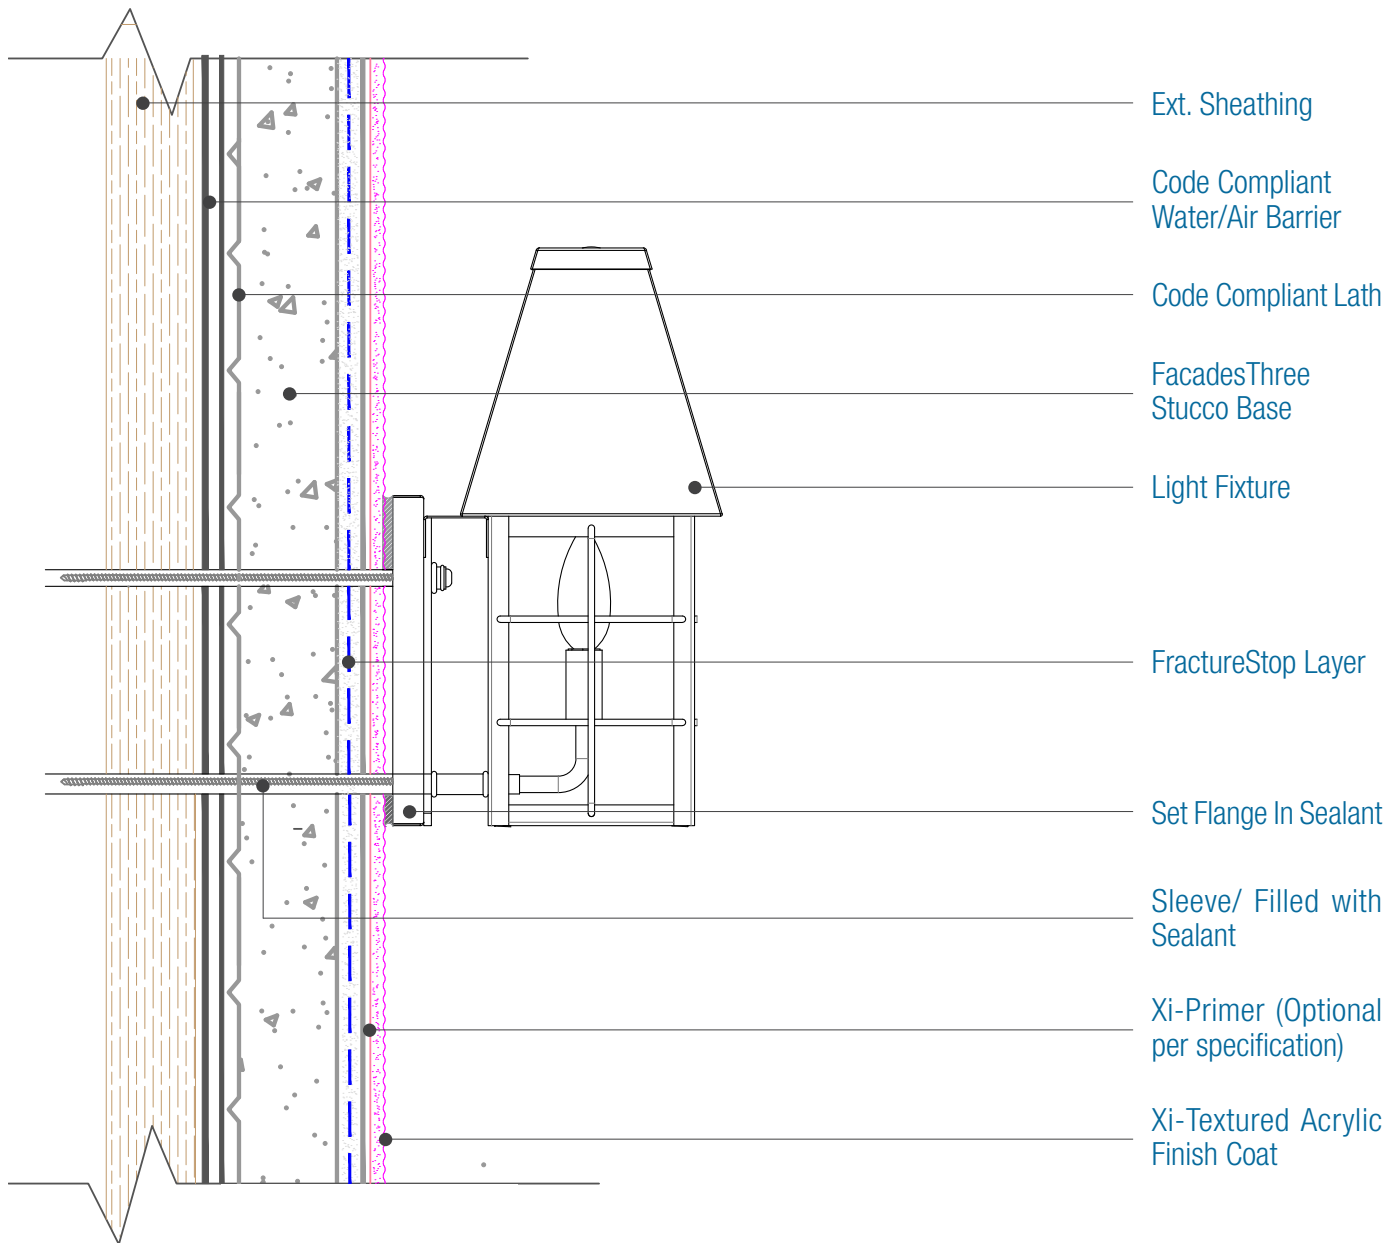 Ext. Sheathing
Code Compliant
Water/Air Barrier
Code Compliant Lath
FacadesThree
Stucco Base
Light Fixture
FractureStop Layer
Set Flange In Sealant
Sleeve/ Filled with
Sealant
Xi-Primer (Optional
per specification)
Xi-Textured Acrylic
Finish Coat